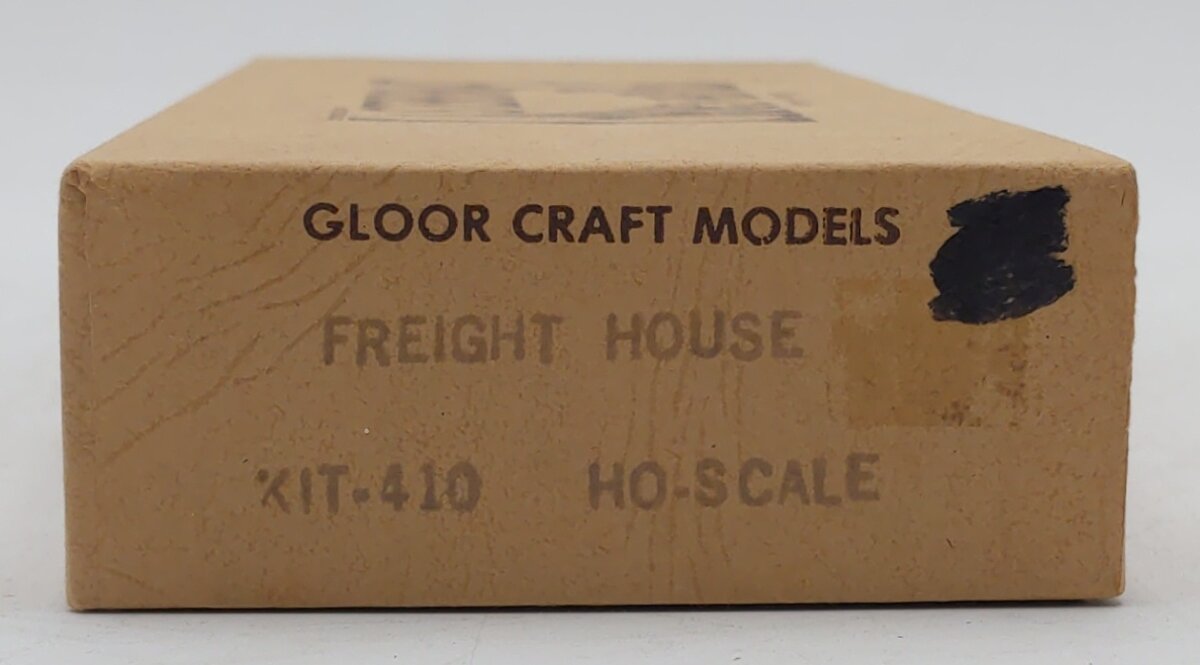 GLOOR CRAFT MODELS
FREIGHT HOUSE
KIT-410 HO-SCALE